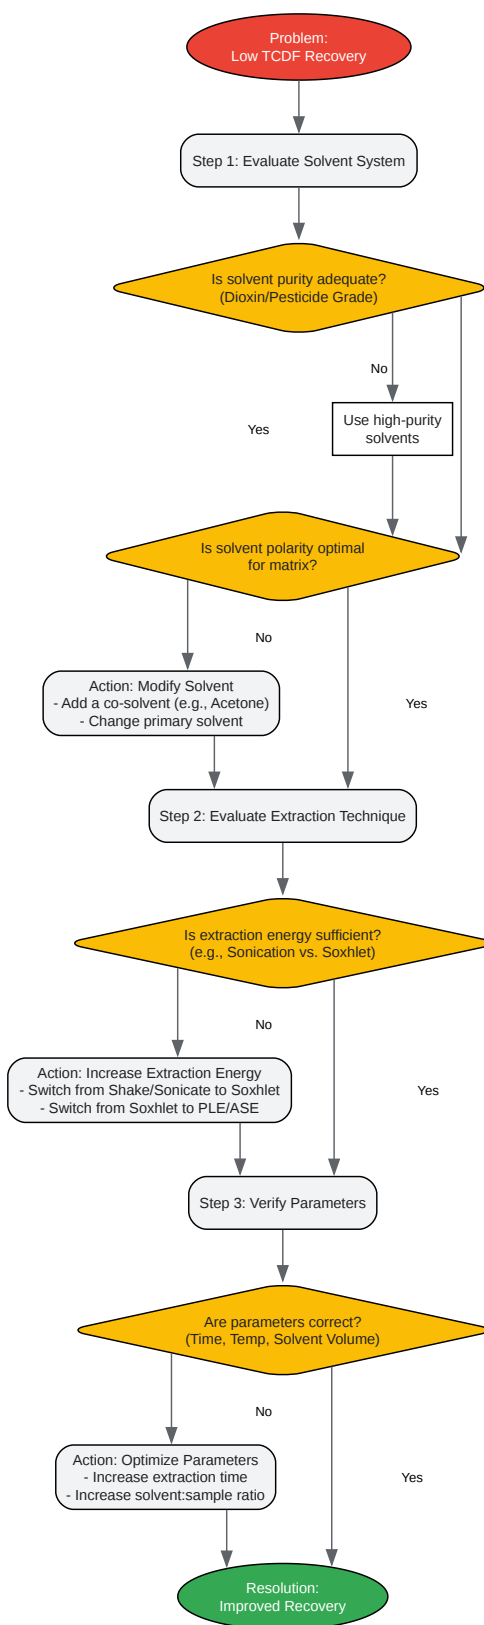 Problem:
Low TCDF Recovery
Step 1: Evaluate Solvent System
Is solvent purity adequate?
(Dioxin/Pesticide Grade)
No
Use high-purity
solvents
Yes
Is solvent polarity optimal
for matrix?
No
Action: Modify Solvent
- Add a co-solvent (e.g., Acetone)
- Change primary solvent
Yes
Step 2: Evaluate Extraction Technique
Is extraction energy sufficient?
(e.g., Sonication vs. Soxhlet)
No
Action: Increase Extraction Energy
- Switch from Shake/Sonicate to Soxhlet
- Switch from Soxhlet to PLE/ASE
Yes
Step 3: Verify Parameters
Are parameters correct?
(Time, Temp, Solvent Volume)
No
Action: Optimize Parameters
- Increase extraction time
- Increase solvent:sample ratio
Yes
Resolution:
Improved Recovery